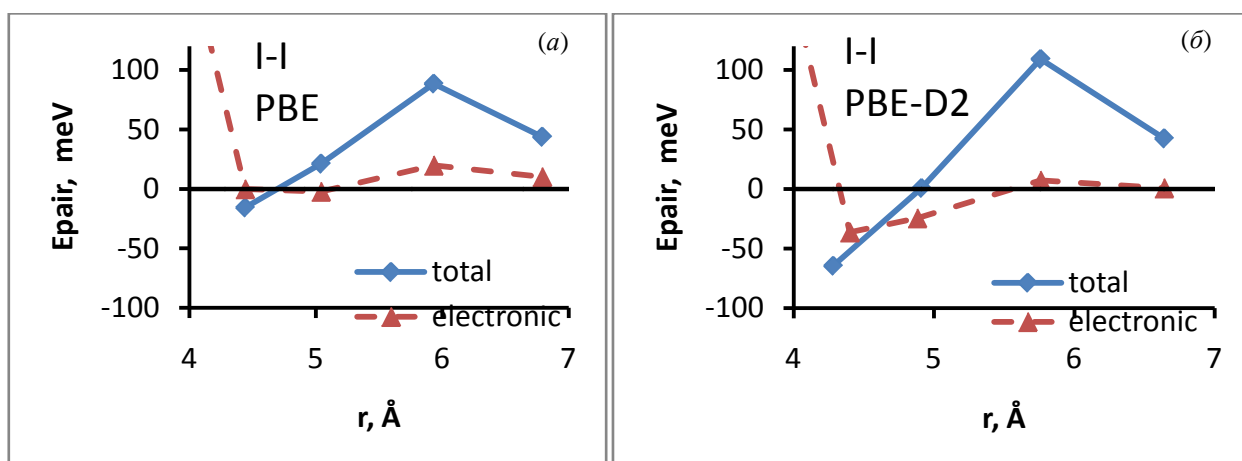 (а)
I-I
PBE
Epair, meV
100
50
0
-50
-100
total
electronic
4 5 6 7
r, Å
(б)
I-I
PBE-D2
Epair, meV
100
50
0
-50
-100
total
electronic
4 5 6 7
r, Å